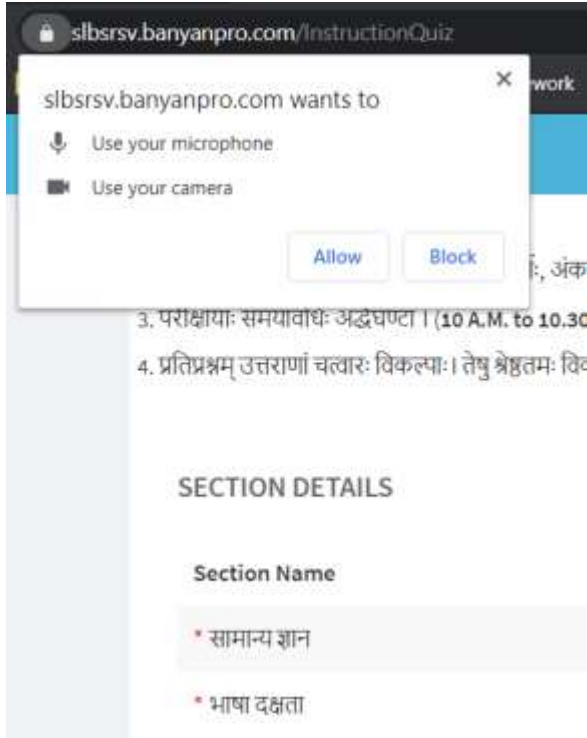 slbsrsv.banyanpro.com/InstructionQuiz
work
slbsrsv.banyanpro.com wants to
Use your microphone
Use your camera
Allow
Block
, अंक
3. परीक्षायाः समयावधिः अर्द्धघण्टा । (10 A.M. to 10.30
4. प्रतिप्रश्नम् उत्तराणां चत्वारः विकल्पाः। तेषु श्रेष्ठतमः
SECTION DETAILS
Section Name
* सामान्य ज्ञान
* भाषा दक्षता